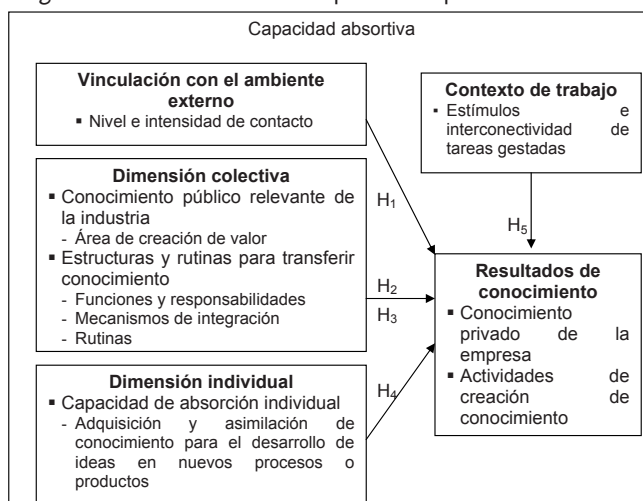 Capacidad absortiva
Vinculación con el ambiente
externo
▪ Nivel e intensidad de contacto
Contexto de trabajo
▪ Estímulos e
interconectividad de
tareas gestadas
Dimensión colectiva
▪ Conocimiento público relevante de
la industria
- Área de creación de valor
▪ Estructuras y rutinas para transferir
conocimiento
- Funciones y responsabilidades
- Mecanismos de integración
- Rutinas
H1
H2
H3
H5
Resultados de
conocimiento
▪ Conocimiento
privado de la
empresa
▪ Actividades de
creación de
conocimiento
Dimensión individual
▪ Capacidad de absorción individual
- Adquisición y asimilación de
conocimiento para el desarrollo de
ideas en nuevos procesos o
productos
H4